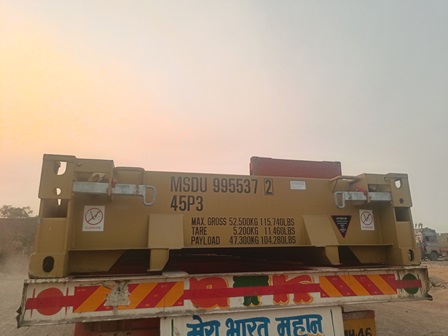 MSDU 995537 2
45P3
MAX. GROSS 52,500KG 115,740LBS
TARE 5,200KG 11,460LBS
PAYLOAD 47,300KG 104,280LBS
मेरा भारत महान